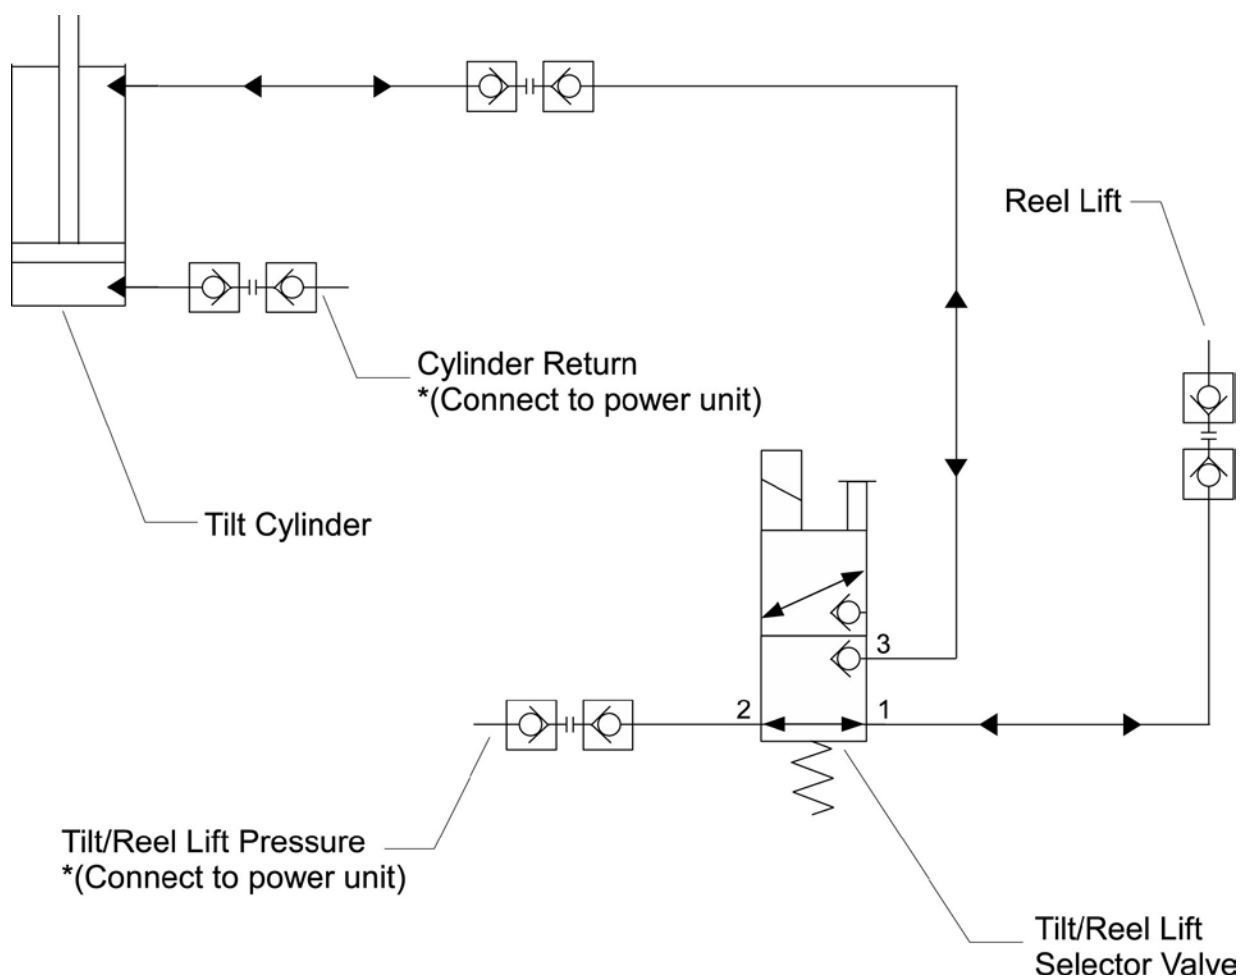 Reel Lift
Cylinder Return
*(Connect to power unit)
Tilt Cylinder
3
2
1
Tilt/Reel Lift Pressure
*(Connect to power unit)
Tilt/Reel Lift
Selector Valve